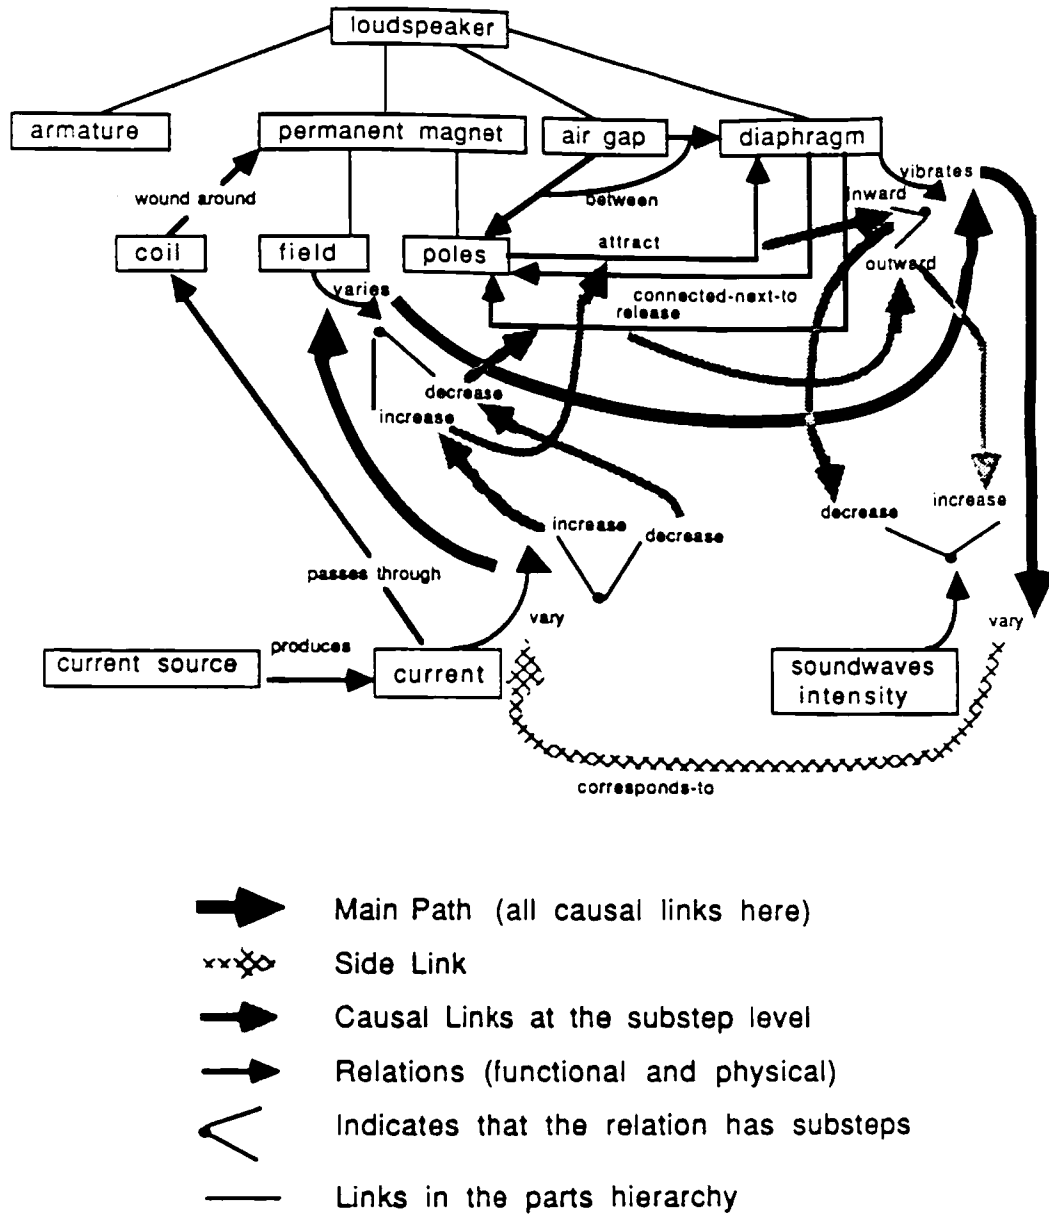 loudspeaker
armature
permanent magnet
air gap
diaphragm
vibrates
wound around
between
inward
coil
field
poles
attract
outward
varies
connected-next-to
release
decrease
increase
increase
decrease
decrease
increase
passes through
vary
vary
produces
current source
current
soundwaves
intensity
corresponds-to
Main Path (all causal links here)
Side Link
Causal Links at the substep level
Relations (functional and physical)
Indicates that the relation has substeps
Links in the parts hierarchy